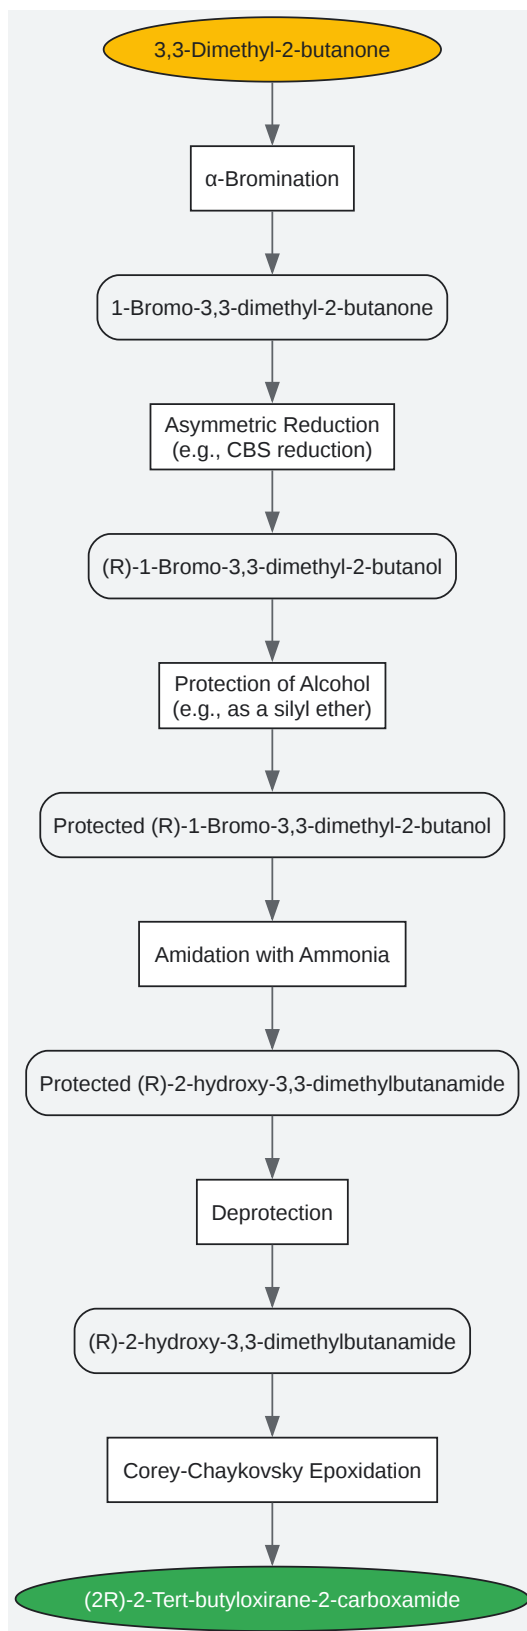 3,3-Dimethyl-2-butanone
α-Bromination
1-Bromo-3,3-dimethyl-2-butanone
Asymmetric Reduction
(e.g., CBS reduction)
(R)-1-Bromo-3,3-dimethyl-2-butanol
Protection of Alcohol
(e.g., as a silyl ether)
Protected (R)-1-Bromo-3,3-dimethyl-2-butanol
Amidation with Ammonia
Protected (R)-2-hydroxy-3,3-dimethylbutanamide
Deprotection
(R)-2-hydroxy-3,3-dimethylbutanamide
Corey-Chaykovsky Epoxidation
(2R)-2-Tert-butyloxirane-2-carboxamide